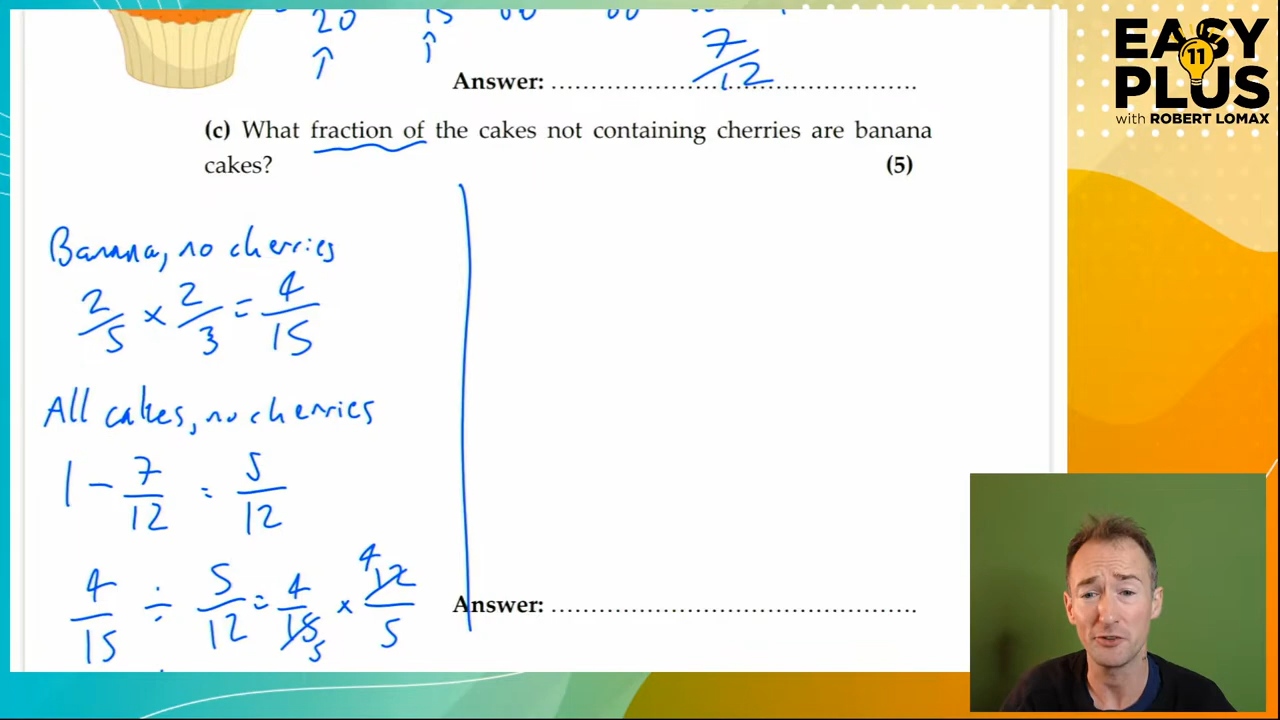 EASY
11
PLUS
with ROBERT LOMAX
20
15
↑
↑
7/12
Answer: ........................................
(c) What fraction of the cakes not containing cherries are banana
cakes? (5)
Banana, no cherries
2/5 × 2/3 = 4/15
All cakes, no cherries
1 - 7/12 = 5/12
4/15 ÷ 5/12 = 4/15 5 × 4 12/5
Answer: ........................................